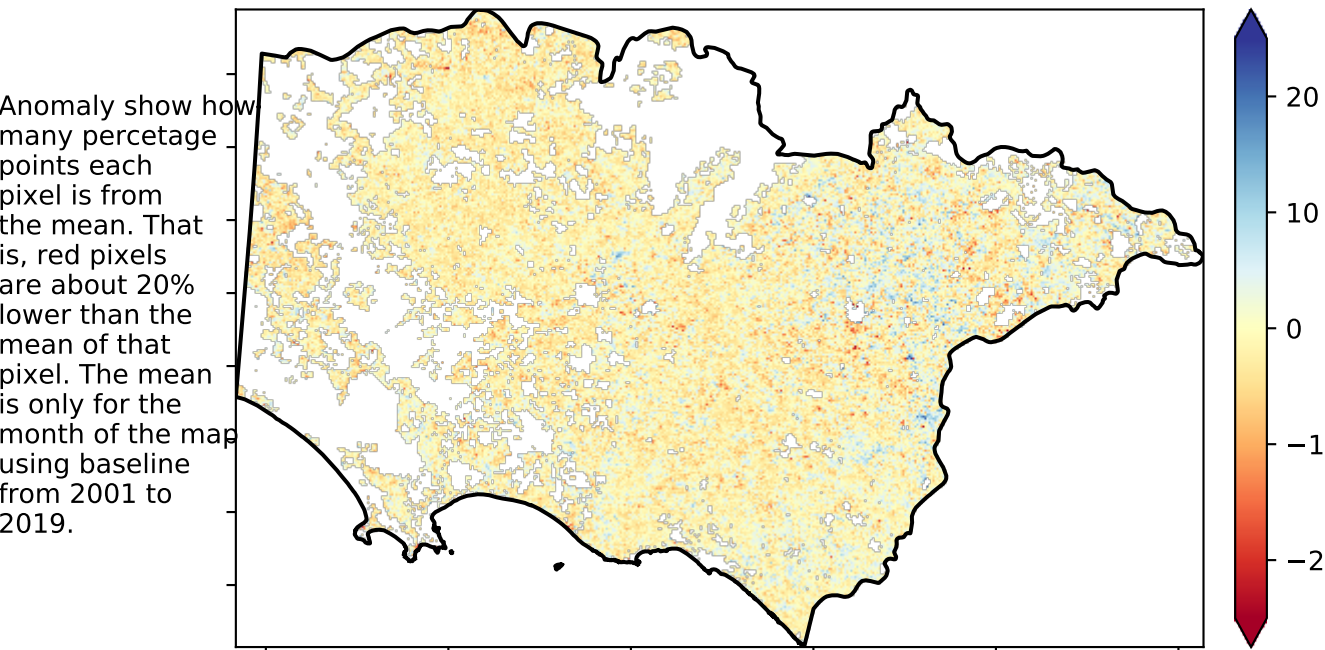 Anomaly show how
many percetage
points each
pixel is from
the mean. That
is, red pixels
are about 20%
lower than the
mean of that
pixel. The mean
is only for the
month of the map
using baseline
from 2001 to
2019.
20
10
0
−1
−2